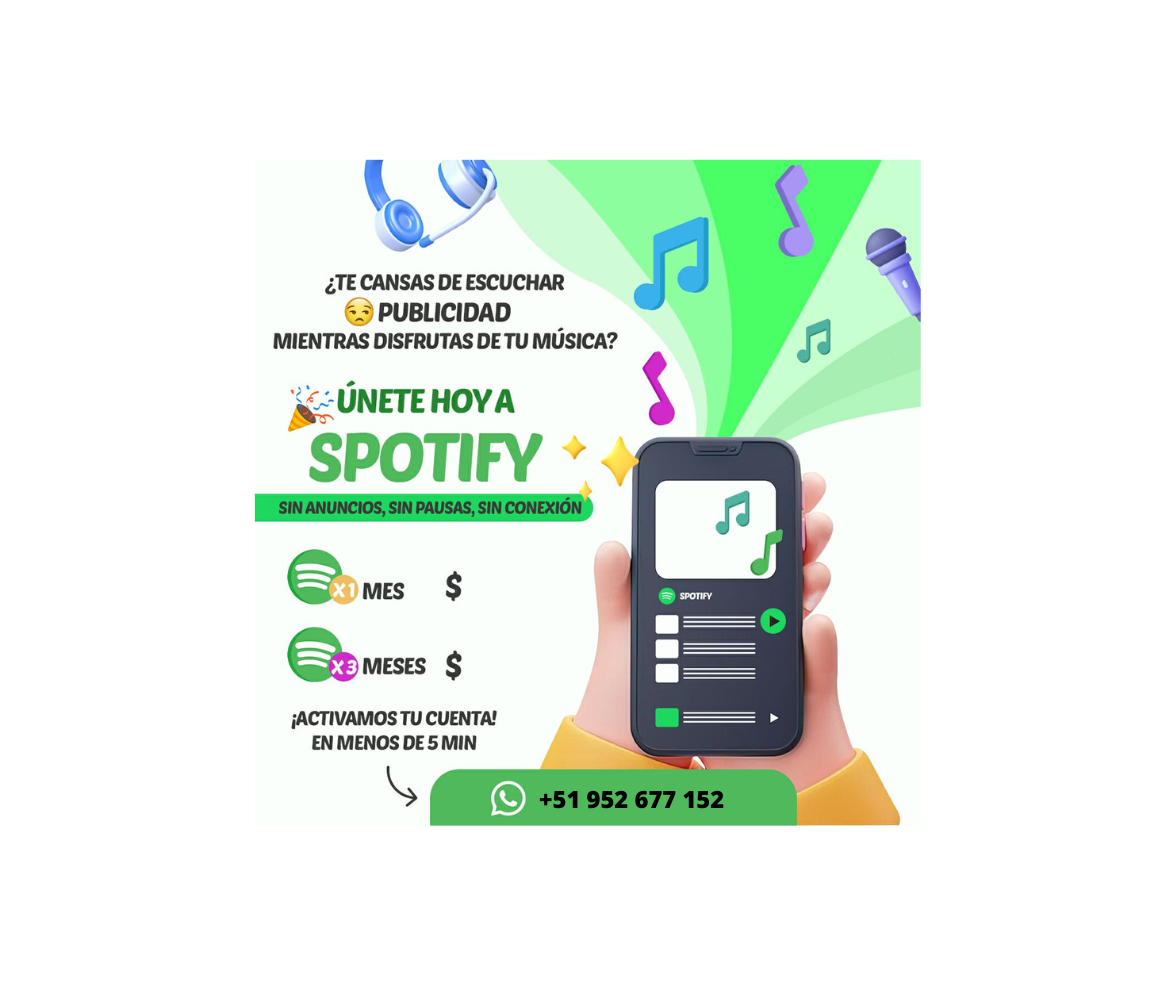 ¿TE CANSAS DE ESCUCHAR
PUBLICIDAD
MIENTRAS DISFRUTAS DE TU MÚSICA?
ÚNETE HOY A
SPOTIFY
SIN ANUNCIOS, SIN PAUSAS, SIN CONEXIÓN
X1 MES $
X3 MESES $
¡ACTIVAMOS TU CUENTA!
EN MENOS DE 5 MIN
SPOTIFY
+51 952 677 152